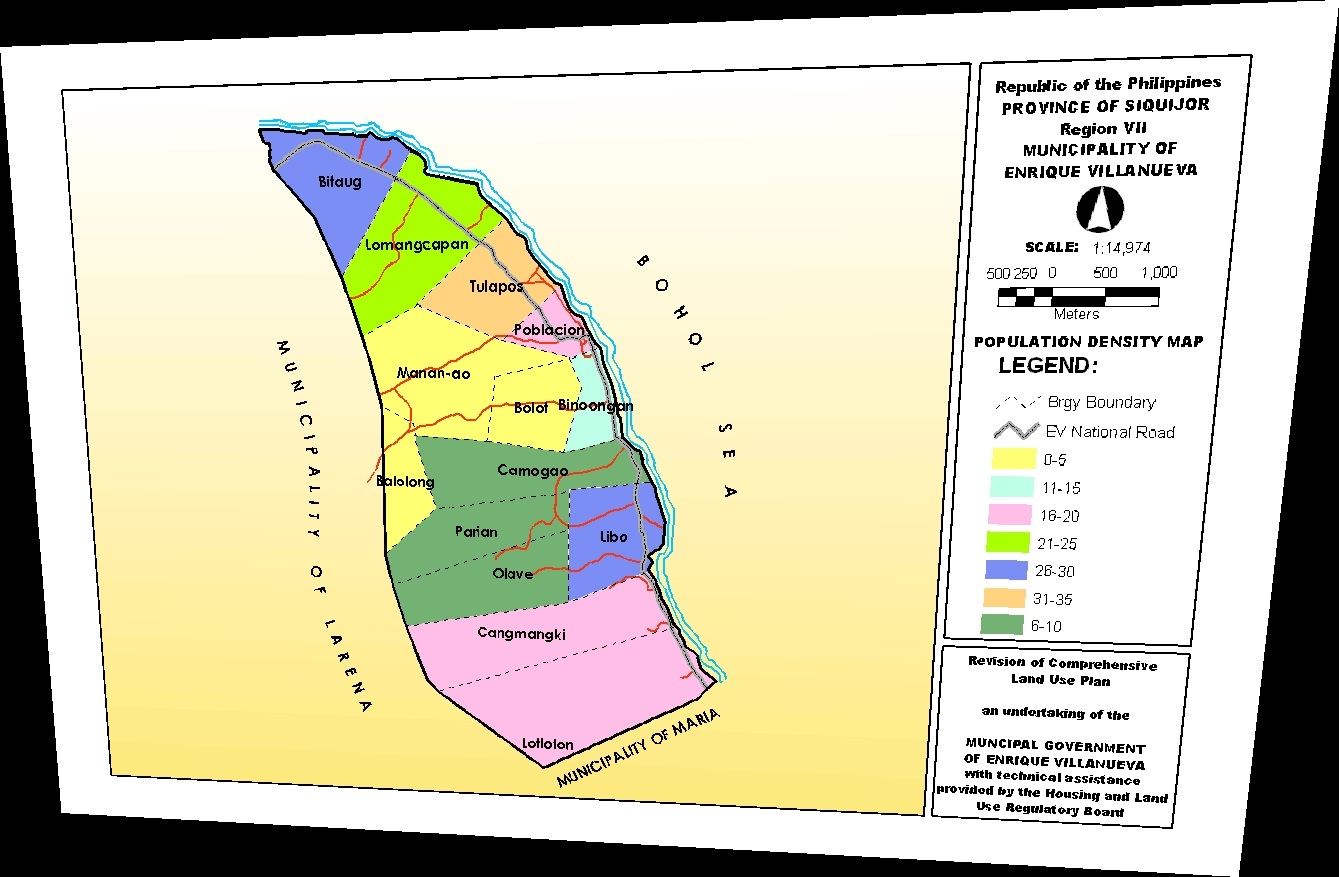 Republic of the Philippines
PROVINCE OF SIQUIJOR
Region VII
MUNICIPALITY OF
ENRIQUE VILLANUEVA
SCALE: 1:14,974
500 250 0 500 1,000
Meters
POPULATION DENSITY MAP
LEGEND:
Brgy Boundary
EV National Road
0-5
11-15
16-20
21-25
26-30
31-35
6-10
Revision of Comprehensive
Land Use Plan
an undertaking of the
MUNCIPAL GOVERNMENT
OF ENRIQUE VILLANUEVA
with technical assistance
provided by the Housing and Land
Use Regulatory Board
Bitaug
Lomangcapan
Tulapos
Poblacion
Manan-ao
Bolot
Binoongan
Camogao
Balolong
Parian
Libo
Olave
Cangmangki
Lotloton
BOHOL SEA
MUNICIPALITY OF LARENA
MUNICIPALITY OF MARIA